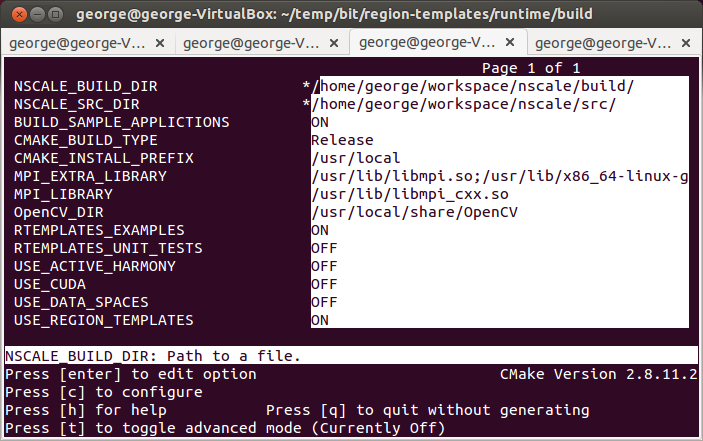 george@george-VirtualBox: ~/temp/bit/region-templates/runtime/build
george@george-V... × george@george-V... × george@george-V... × george@george-V... ×
Page 1 of 1
NSCALE_BUILD_DIR */home/george/workspace/nscale/build/
NSCALE_SRC_DIR */home/george/workspace/nscale/src/
BUILD_SAMPLE_APPLICTIONS ON
CMAKE_BUILD_TYPE Release
CMAKE_INSTALL_PREFIX /usr/local
MPI_EXTRA_LIBRARY /usr/lib/libmpi.so;/usr/lib/x86_64-linux-g
MPI_LIBRARY /usr/lib/libmpi_cxx.so
OpenCV_DIR /usr/local/share/OpenCV
RTEMPLATES_EXAMPLES ON
RTEMPLATES_UNIT_TESTS OFF
USE_ACTIVE_HARMONY OFF
USE_CUDA OFF
USE_DATA_SPACES OFF
USE_REGION_TEMPLATES ON
NSCALE_BUILD_DIR: Path to a file.
Press [enter] to edit option CMake Version 2.8.11.2
Press [c] to configure
Press [h] for help Press [q] to quit without generating
Press [t] to toggle advanced mode (Currently Off)